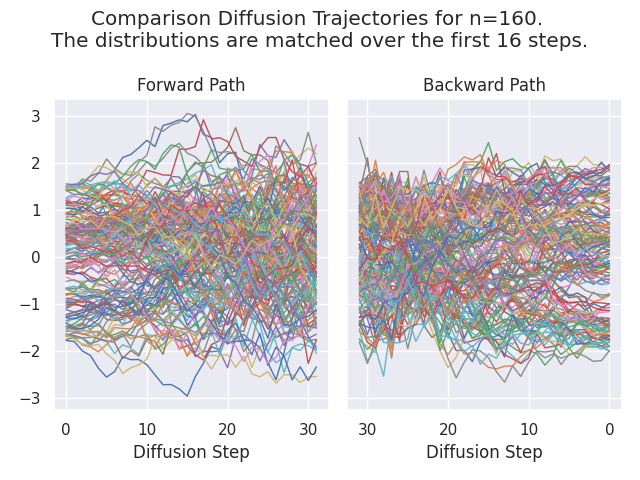 Comparison Diffusion Trajectories for n=160.
The distributions are matched over the first 16 steps.
Forward Path
Backward Path
3
2
1
0
−1
−2
−3
0 10 20 30
30 20 10 0
Diffusion Step
Diffusion Step